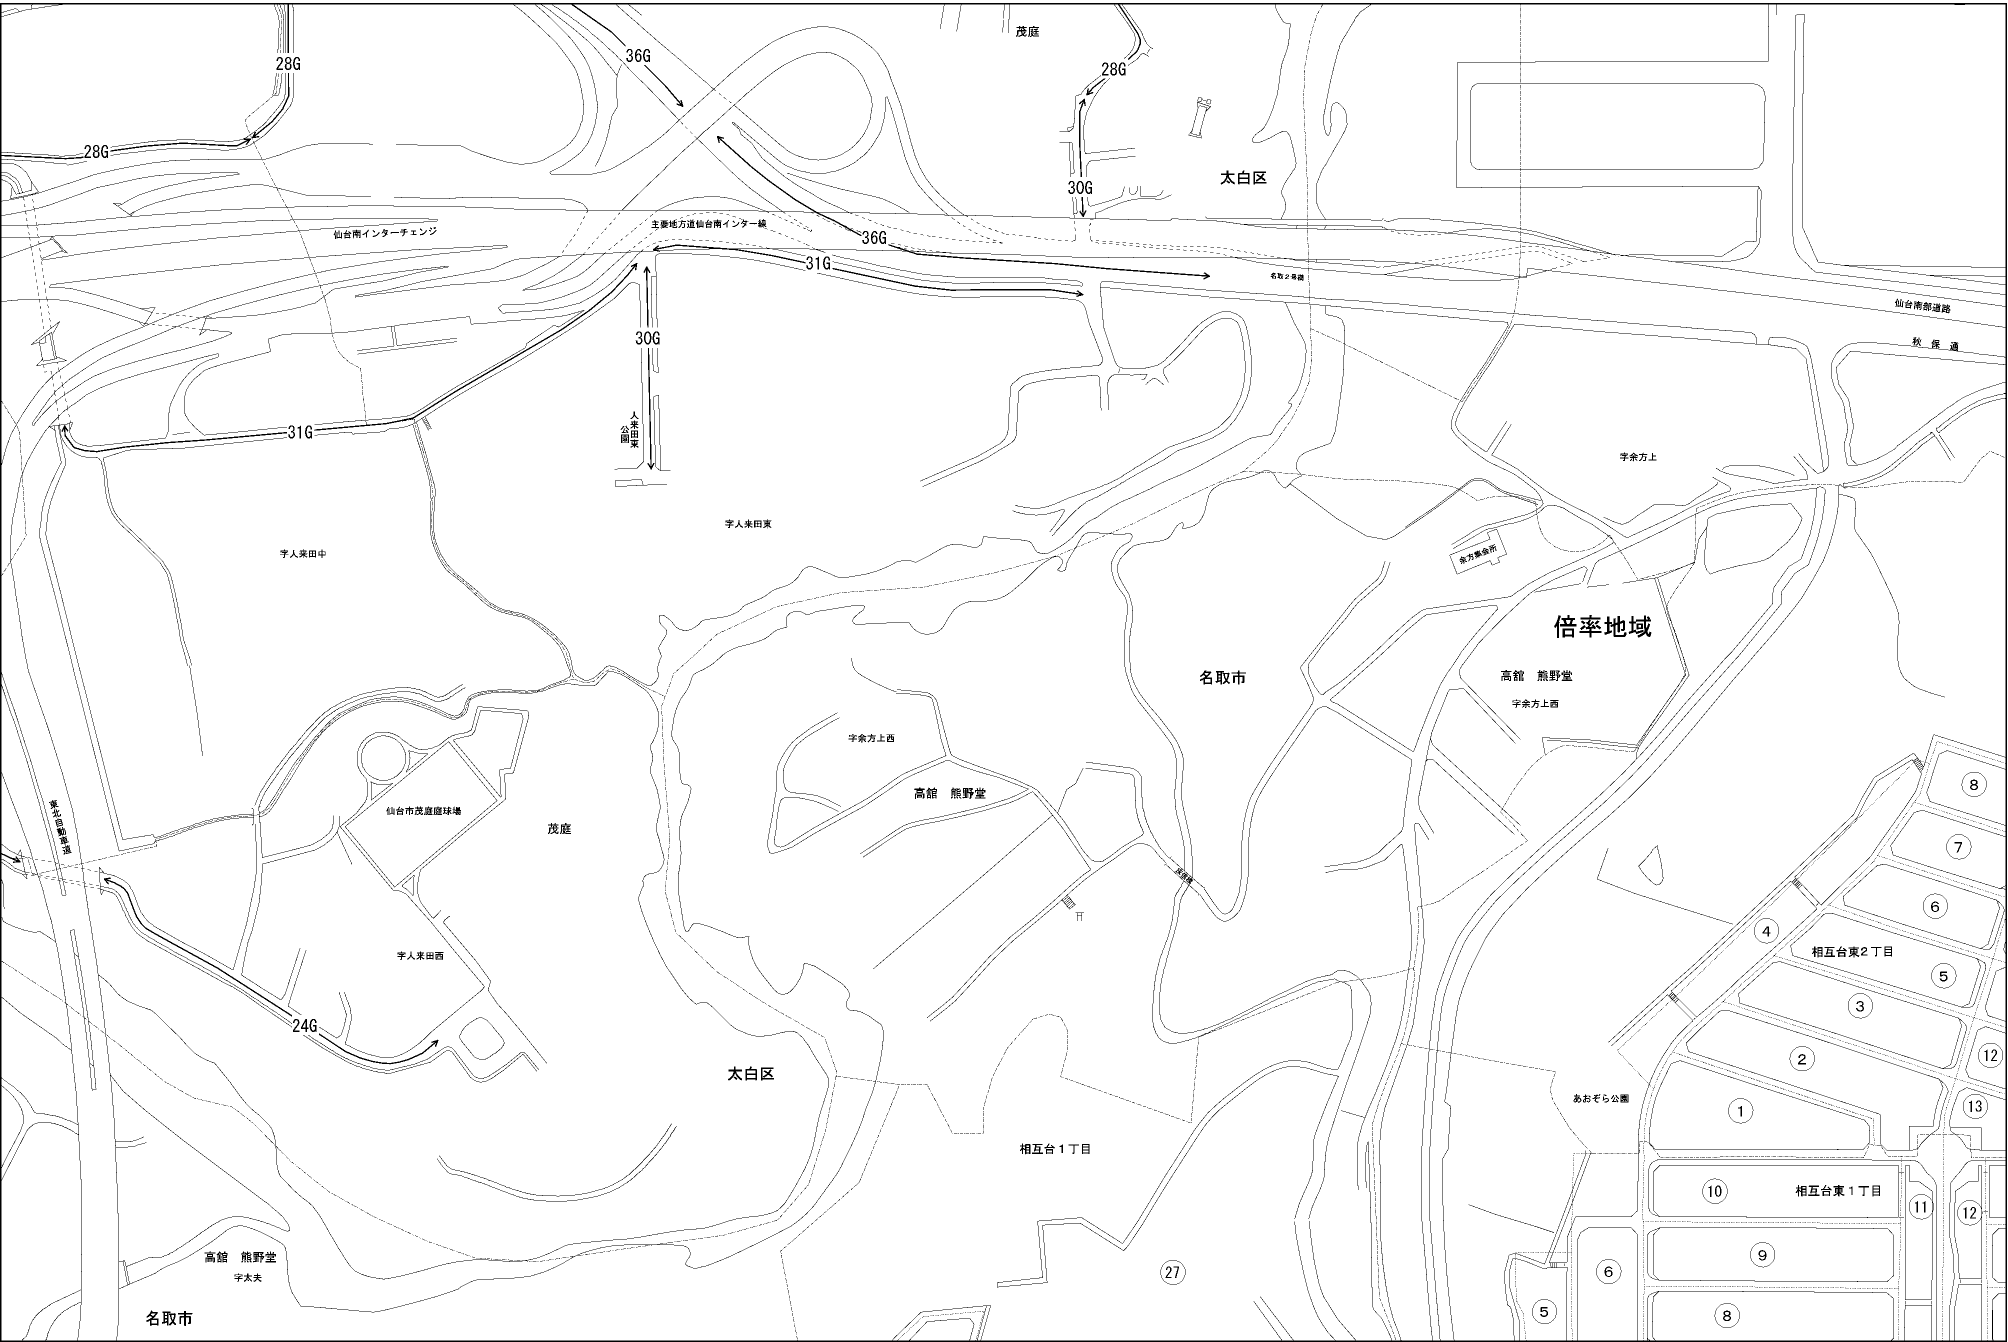 茂庭
36G
28G
28G
28G
30G
太白区
仙台南インターチェンジ
主要地方道仙台南インター線
36G
31G
名取2号線
仙台南部道路
秋保通
30G
人来田東
公園
31G
字余方上
字人来田東
字人来田中
余方集会所
倍率地域
名取市
高舘 熊野堂
字余方上西
字余方上西
高舘 熊野堂
東北自動車道
仙台市茂庭庭球場
茂庭
8
7
6
4
相互台東2丁目
5
3
字人来田西
24G
2
12
太白区
あおぞら公園
1
13
相互台1丁目
10
相互台東1丁目
11
12
高舘 熊野堂
字太夫
9
27
6
5
8
名取市